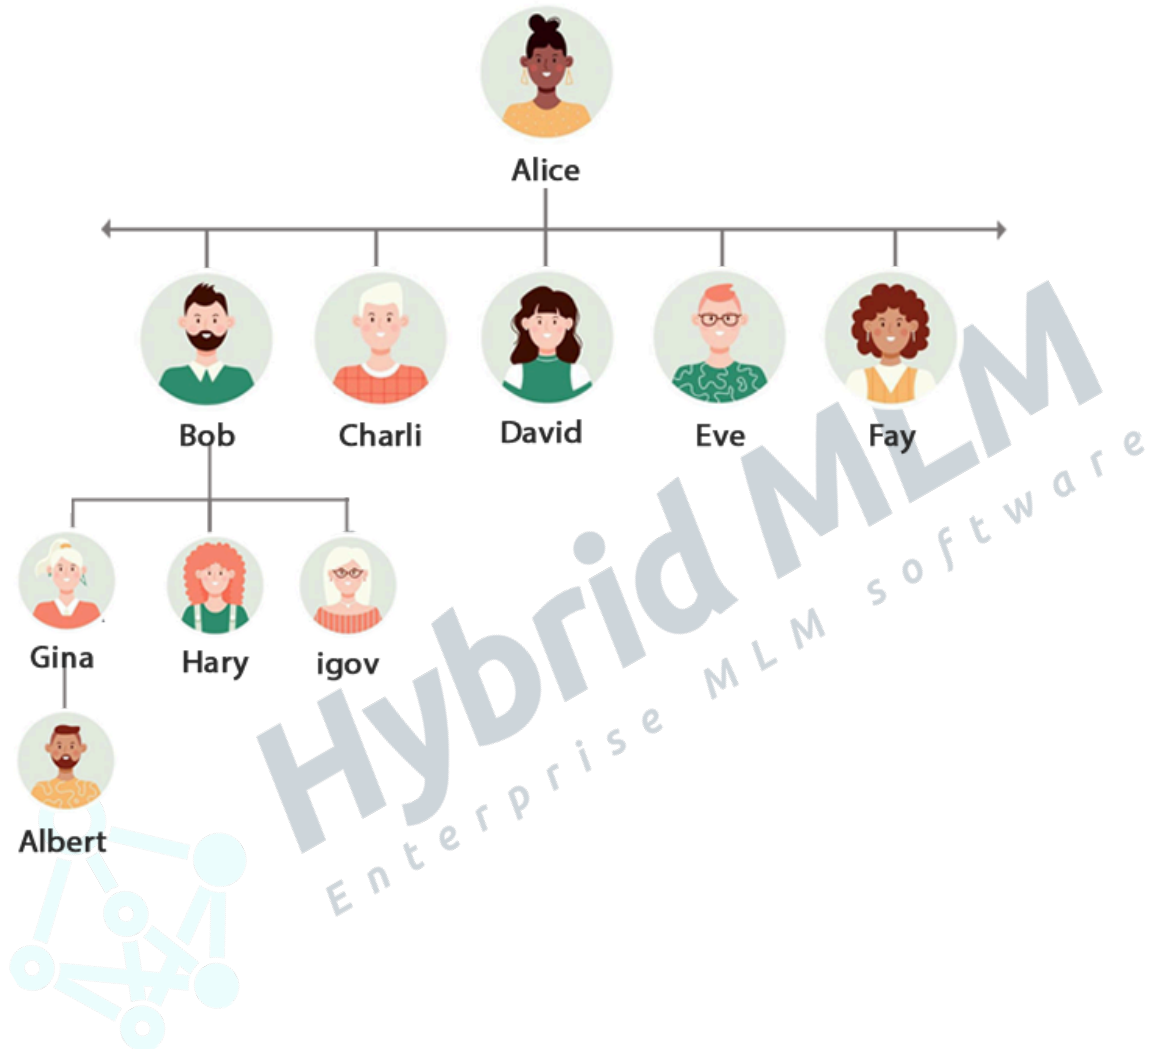 Alice
Bob
Charli
David
Eve
Fay
Gina
Hary
igov
Albert
Hybrid MLM
Enterprise MLM software